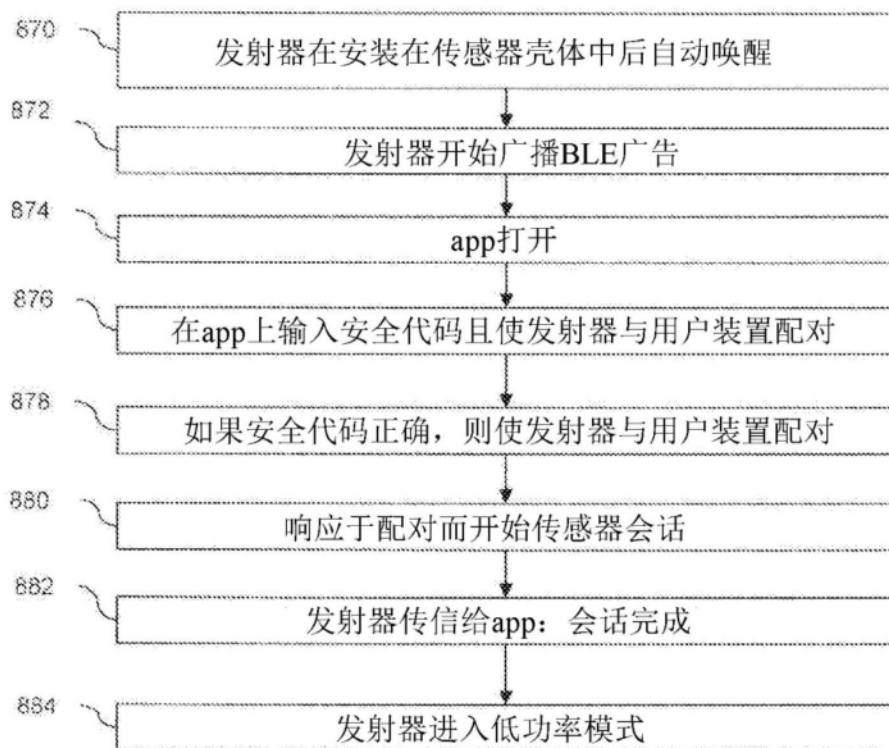 870
发射器在安装在传感器壳体中后自动唤醒
872
发射器开始广播BLE广告
874
app打开
876
在app上输入安全代码且使发射器与用户装置配对
878
如果安全代码正确，则使发射器与用户装置配对
880
响应于配对而开始传感器会话
882
发射器传信给app：会话完成
884
发射器进入低功率模式